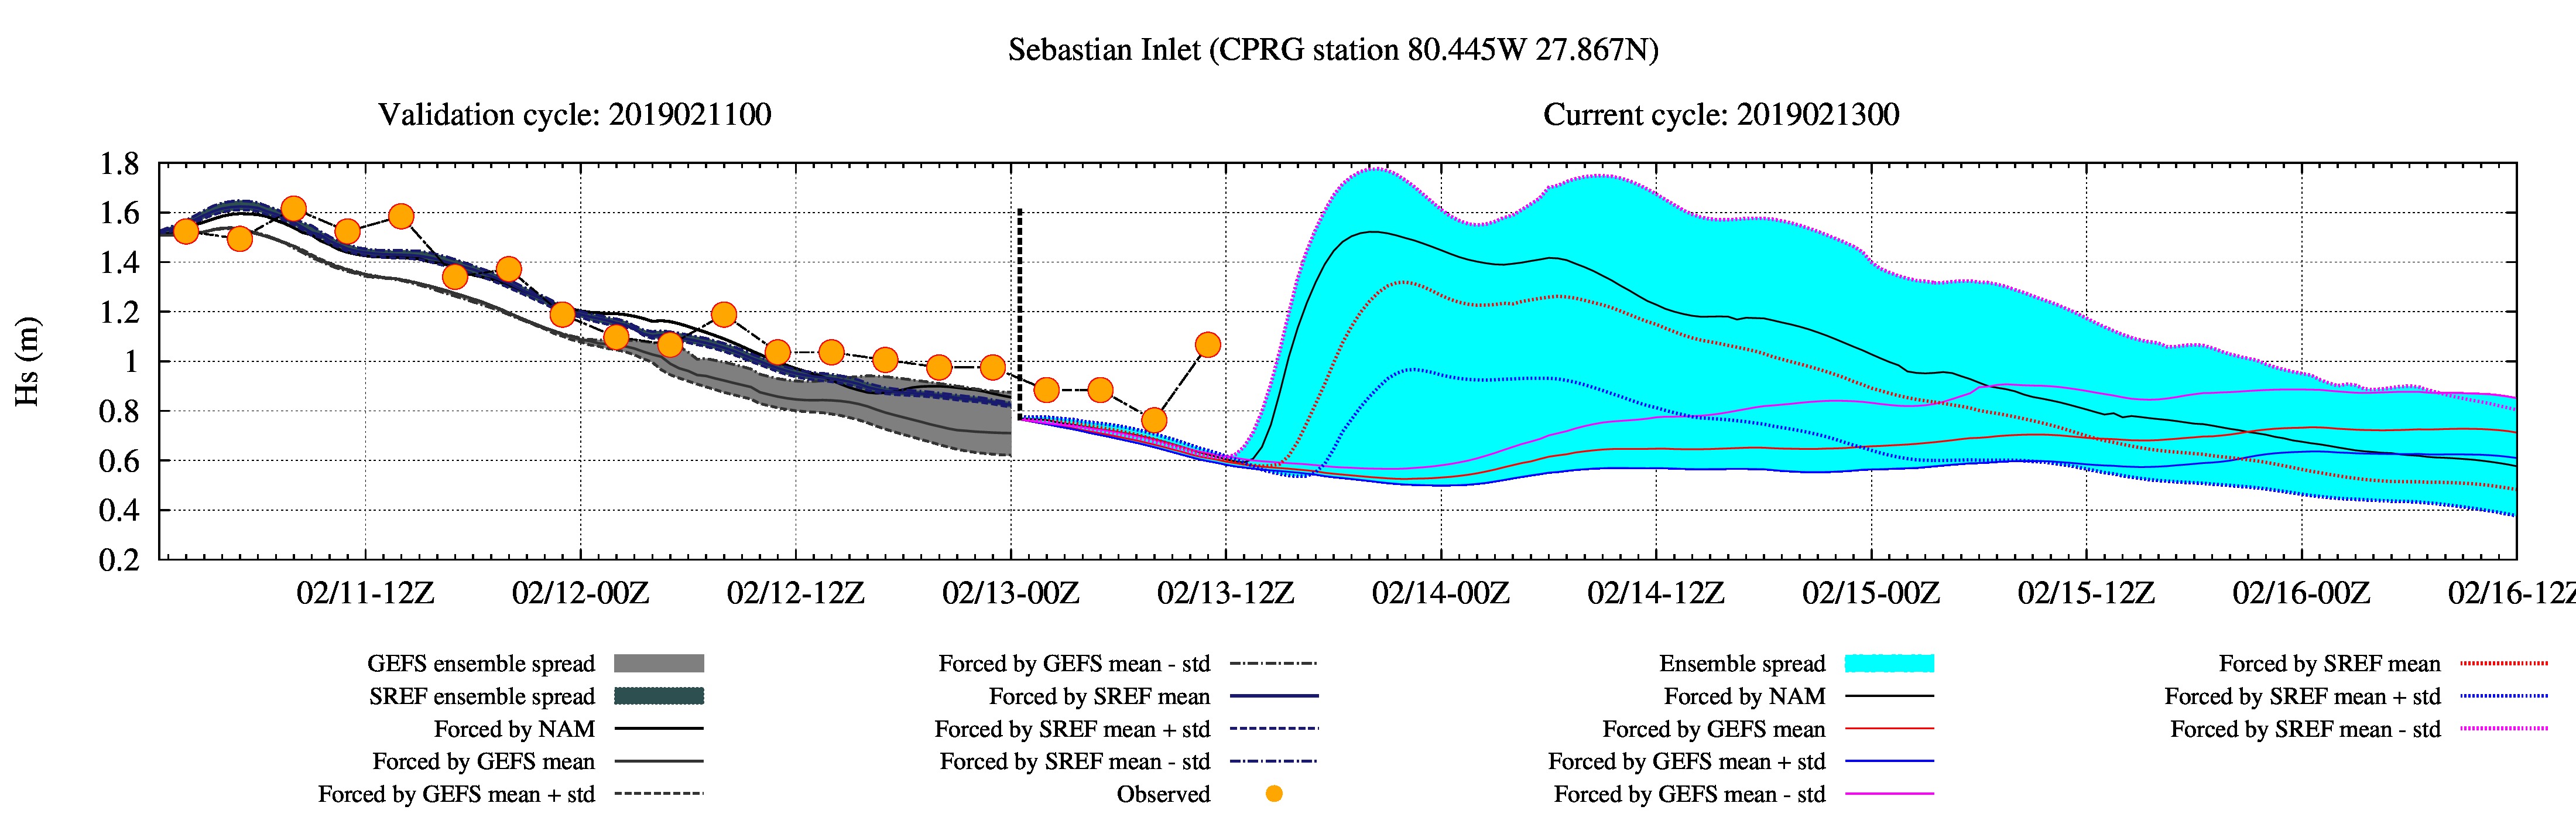 Sebastian Inlet (CPRG station 80.445W 27.867N)
Validation cycle: 2019021100
Current cycle: 2019021300
Hs (m)
1.8
1.6
1.4
1.2
1
0.8
0.6
0.4
0.2
02/11-12Z
02/12-00Z
02/12-12Z
02/13-00Z
02/13-12Z
02/14-00Z
02/14-12Z
02/15-00Z
02/15-12Z
02/16-00Z
02/16-12Z
GEFS ensemble spread
SREF ensemble spread
Forced by NAM
Forced by GEFS mean
Forced by GEFS mean + std
Forced by GEFS mean - std
Forced by SREF mean
Forced by SREF mean + std
Forced by SREF mean - std
Observed
Ensemble spread
Forced by NAM
Forced by GEFS mean
Forced by GEFS mean + std
Forced by GEFS mean - std
Forced by SREF mean
Forced by SREF mean + std
Forced by SREF mean - std